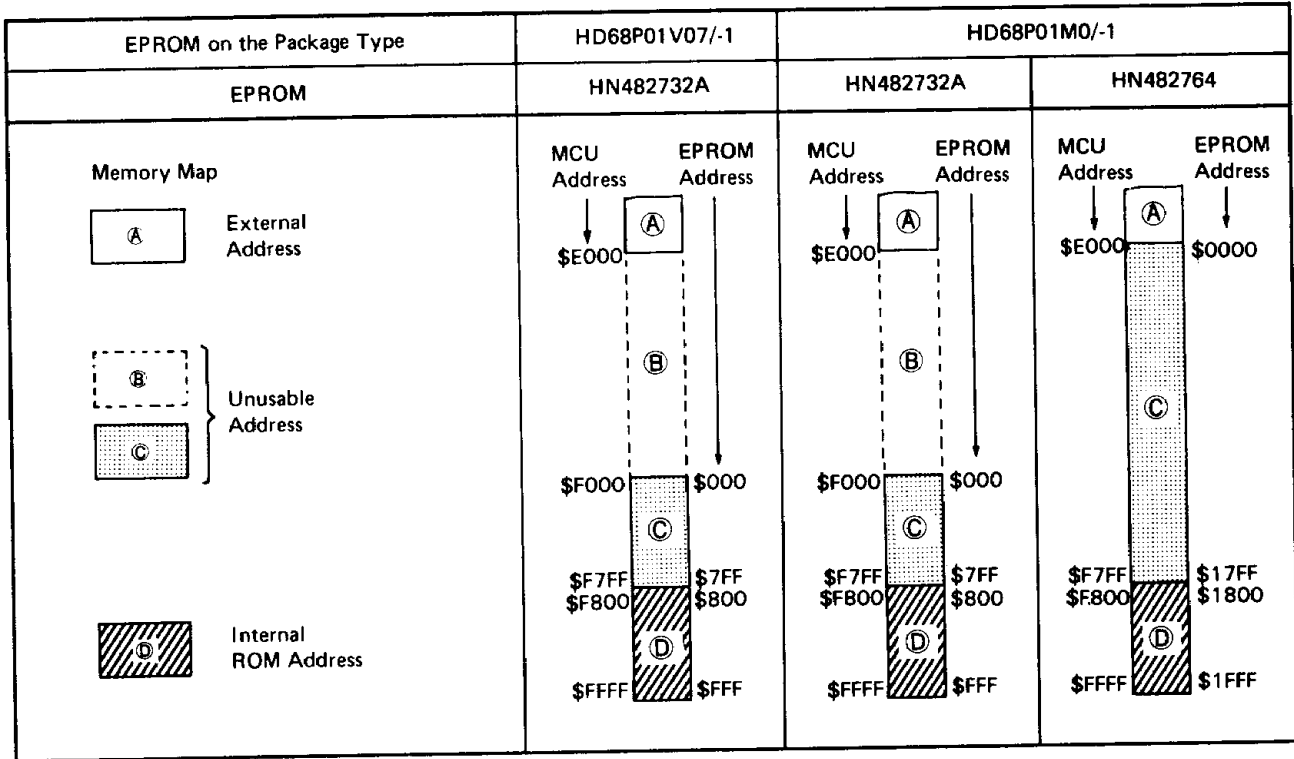 EPROM on the Package Type
HD68P01V07/-1
HD68P01M0/-1
EPROM
HN482732A
HN482732A
HN482764
Memory Map
Ⓐ
External
Address
Ⓑ
Ⓒ
Unusable
Address
Ⓓ
Internal
ROM Address
MCU
Address
EPROM
Address
Ⓐ
$E000
Ⓑ
$F000 $000
Ⓒ
$F7FF $7FF
$F800 $800
Ⓓ
$FFFF $FFF
MCU
Address
EPROM
Address
Ⓐ
$E000
Ⓑ
$F000 $000
Ⓒ
$F7FF $7FF
$F800 $800
Ⓓ
$FFFF $FFF
MCU
Address
EPROM
Address
Ⓐ
$E000 $0000
Ⓒ
$F7FF $17FF
$F800 $1800
Ⓓ
$FFFF $1FFF